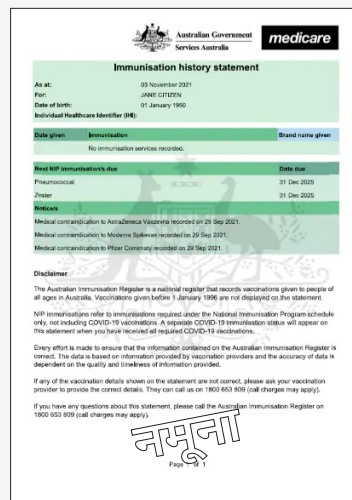 Australian Government
Services Australia
medicare
Immunisation history statement
As at: 03 November 2021
For: JANE CITIZEN
Date of birth: 01 January 1960
Individual Healthcare Identifier (IHI):
Date given Immunisation Brand name given
No immunisation services recorded.
Next NIP immunisation/s due Date due
Pneumococcal 31 Dec 2025
Zoster 31 Dec 2025
Notice/s
Medical contraindication to AstraZeneca Vaxzevria recorded on 29 Sep 2021.
Medical contraindication to Moderna Spikevax recorded on 29 Sep 2021.
Medical contraindication to Pfizer Comirnaty recorded on 29 Sep 2021.
Disclaimer
The Australian Immunisation Register is a national register that records vaccinations given to people of
all ages in Australia. Vaccinations given before 1 January 1996 are not displayed on the statement.
NIP immunisations refer to immunisations required under the National Immunisation Program schedule
only, not including COVID-19 vaccinations. A separate COVID-19 immunisation status will appear on
this statement when you have received all required COVID-19 vaccinations.
Every effort is made to ensure that the information contained on the Australian Immunisation Register is
correct. The data is based on information provided by vaccination providers and the accuracy of data is
dependent on the quality and timeliness of information provided.
If any of the vaccination details shown on the statement are not correct, please ask your vaccination
provider to provide the correct details. They can call us on 1800 653 809 (call charges may apply).
If you have any questions about this statement, please call the Australian Immunisation Register on
1800 653 809 (call charges may apply).
नमूना
Page 1 of 1